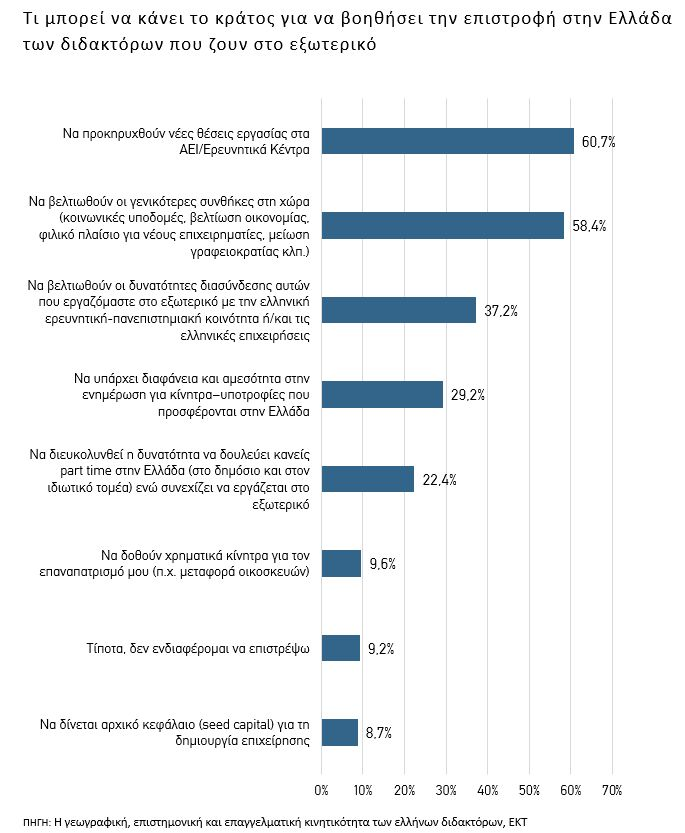 Τι μπορεί να κάνει το κράτος για να βοηθήσει την επιστροφή στην Ελλάδα
των διδακτόρων που ζουν στο εξωτερικό
Να προκηρυχθούν νέες θέσεις εργασίας στα
ΑΕΙ/Ερευνητικά Κέντρα
60,7%
Να βελτιωθούν οι γενικότερες συνθήκες στη χώρα
(κοινωνικές υποδομές, βελτίωση οικονομίας,
φιλικό πλαίσιο για νέους επιχειρηματίες, μείωση
γραφειοκρατίας κλπ.)
58,4%
Να βελτιωθούν οι δυνατότητες διασύνδεσης αυτών
που εργαζόμαστε στο εξωτερικό με την ελληνική
ερευνητική-πανεπιστημιακή κοινότητα ή/και τις
ελληνικές επιχειρήσεις
37,2%
Να υπάρχει διαφάνεια και αμεσότητα στην
ενημέρωση για κίνητρα–υποτροφίες που
προσφέρονται στην Ελλάδα
29,2%
Να διευκολυνθεί η δυνατότητα να δουλεύει κανείς
part time στην Ελλάδα (στο δημόσιο και στον
ιδιωτικό τομέα) ενώ συνεχίζει να εργάζεται στο
εξωτερικό
22,4%
Να δοθούν χρηματικά κίνητρα για τον
επαναπατρισμό μου (π.χ. μεταφορά οικοσκευών)
9,6%
Τίποτα, δεν ενδιαφέρομαι να επιστρέψω
9,2%
Να δίνεται αρχικό κεφάλαιο (seed capital) για τη
δημιουργία επιχείρησης
8,7%
0% 10% 20% 30% 40% 50% 60% 70%
ΠΗΓΗ: Η γεωγραφική, επιστημονική και επαγγελματική κινητικότητα των ελλήνων διδακτόρων, ΕΚΤ